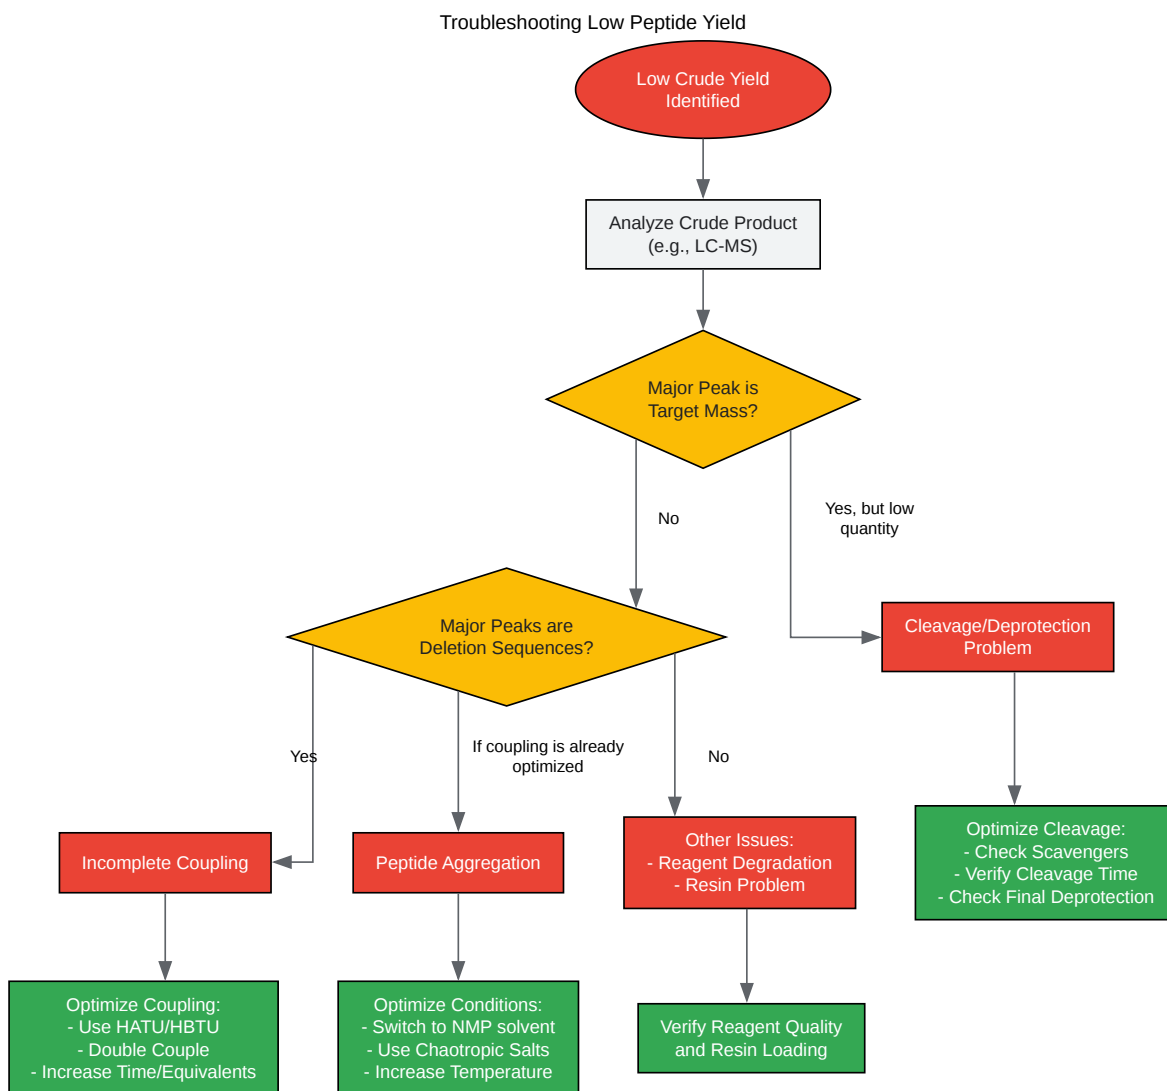 Troubleshooting Low Peptide Yield
Low Crude Yield
Identified
Analyze Crude Product
(e.g., LC-MS)
Major Peak is
Target Mass?
No
Yes, but low
quantity
Major Peaks are
Deletion Sequences?
Cleavage/Deprotection
Problem
Yes
If coupling is already
optimized
No
Incomplete Coupling
Peptide Aggregation
Other Issues:
- Reagent Degradation
- Resin Problem
Optimize Cleavage:
- Check Scavengers
- Verify Cleavage Time
- Check Final Deprotection
Optimize Coupling:
- Use HATU/HBTU
- Double Couple
- Increase Time/Equivalents
Optimize Conditions:
- Switch to NMP solvent
- Use Chaotropic Salts
- Increase Temperature
Verify Reagent Quality
and Resin Loading